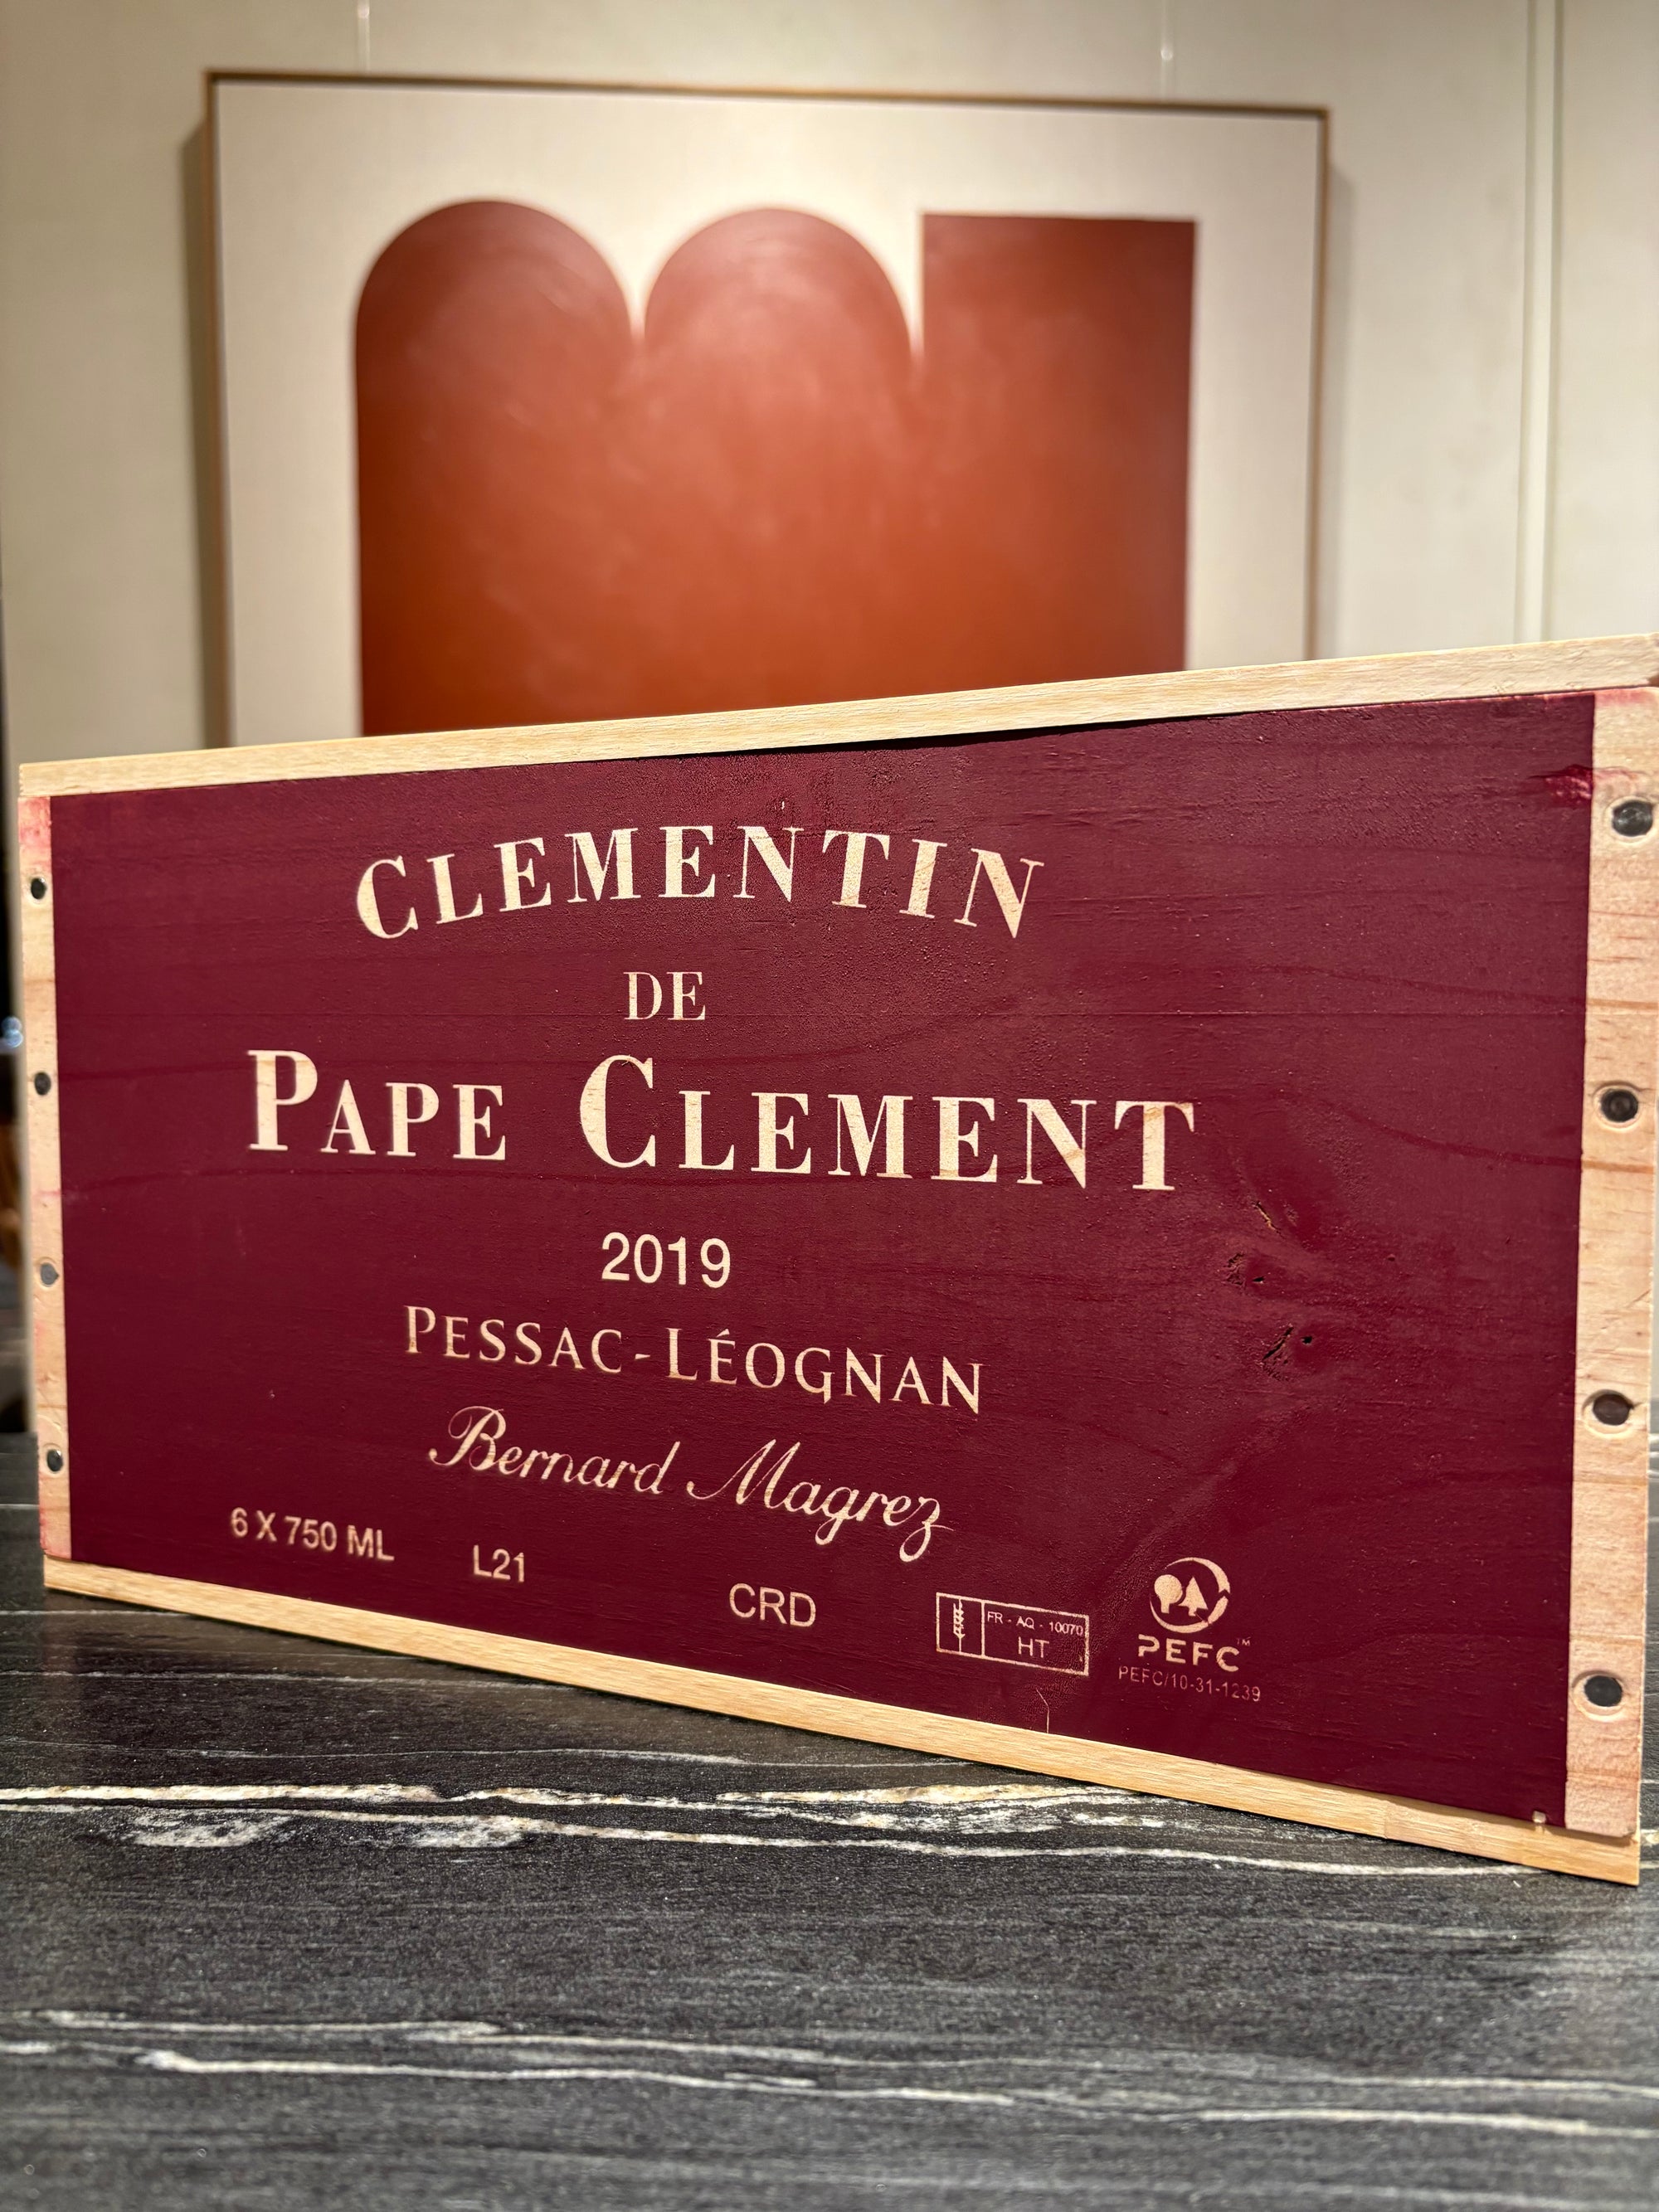 CLEMENTIN
DE
PAPE CLEMENT
2019
PESSAC-LÉOGNAN
Bernard Magrez
6 X 750 ML L21 CRD
FR - AQ - 10070
HT
PEFC™
PEFC/10-31-1239